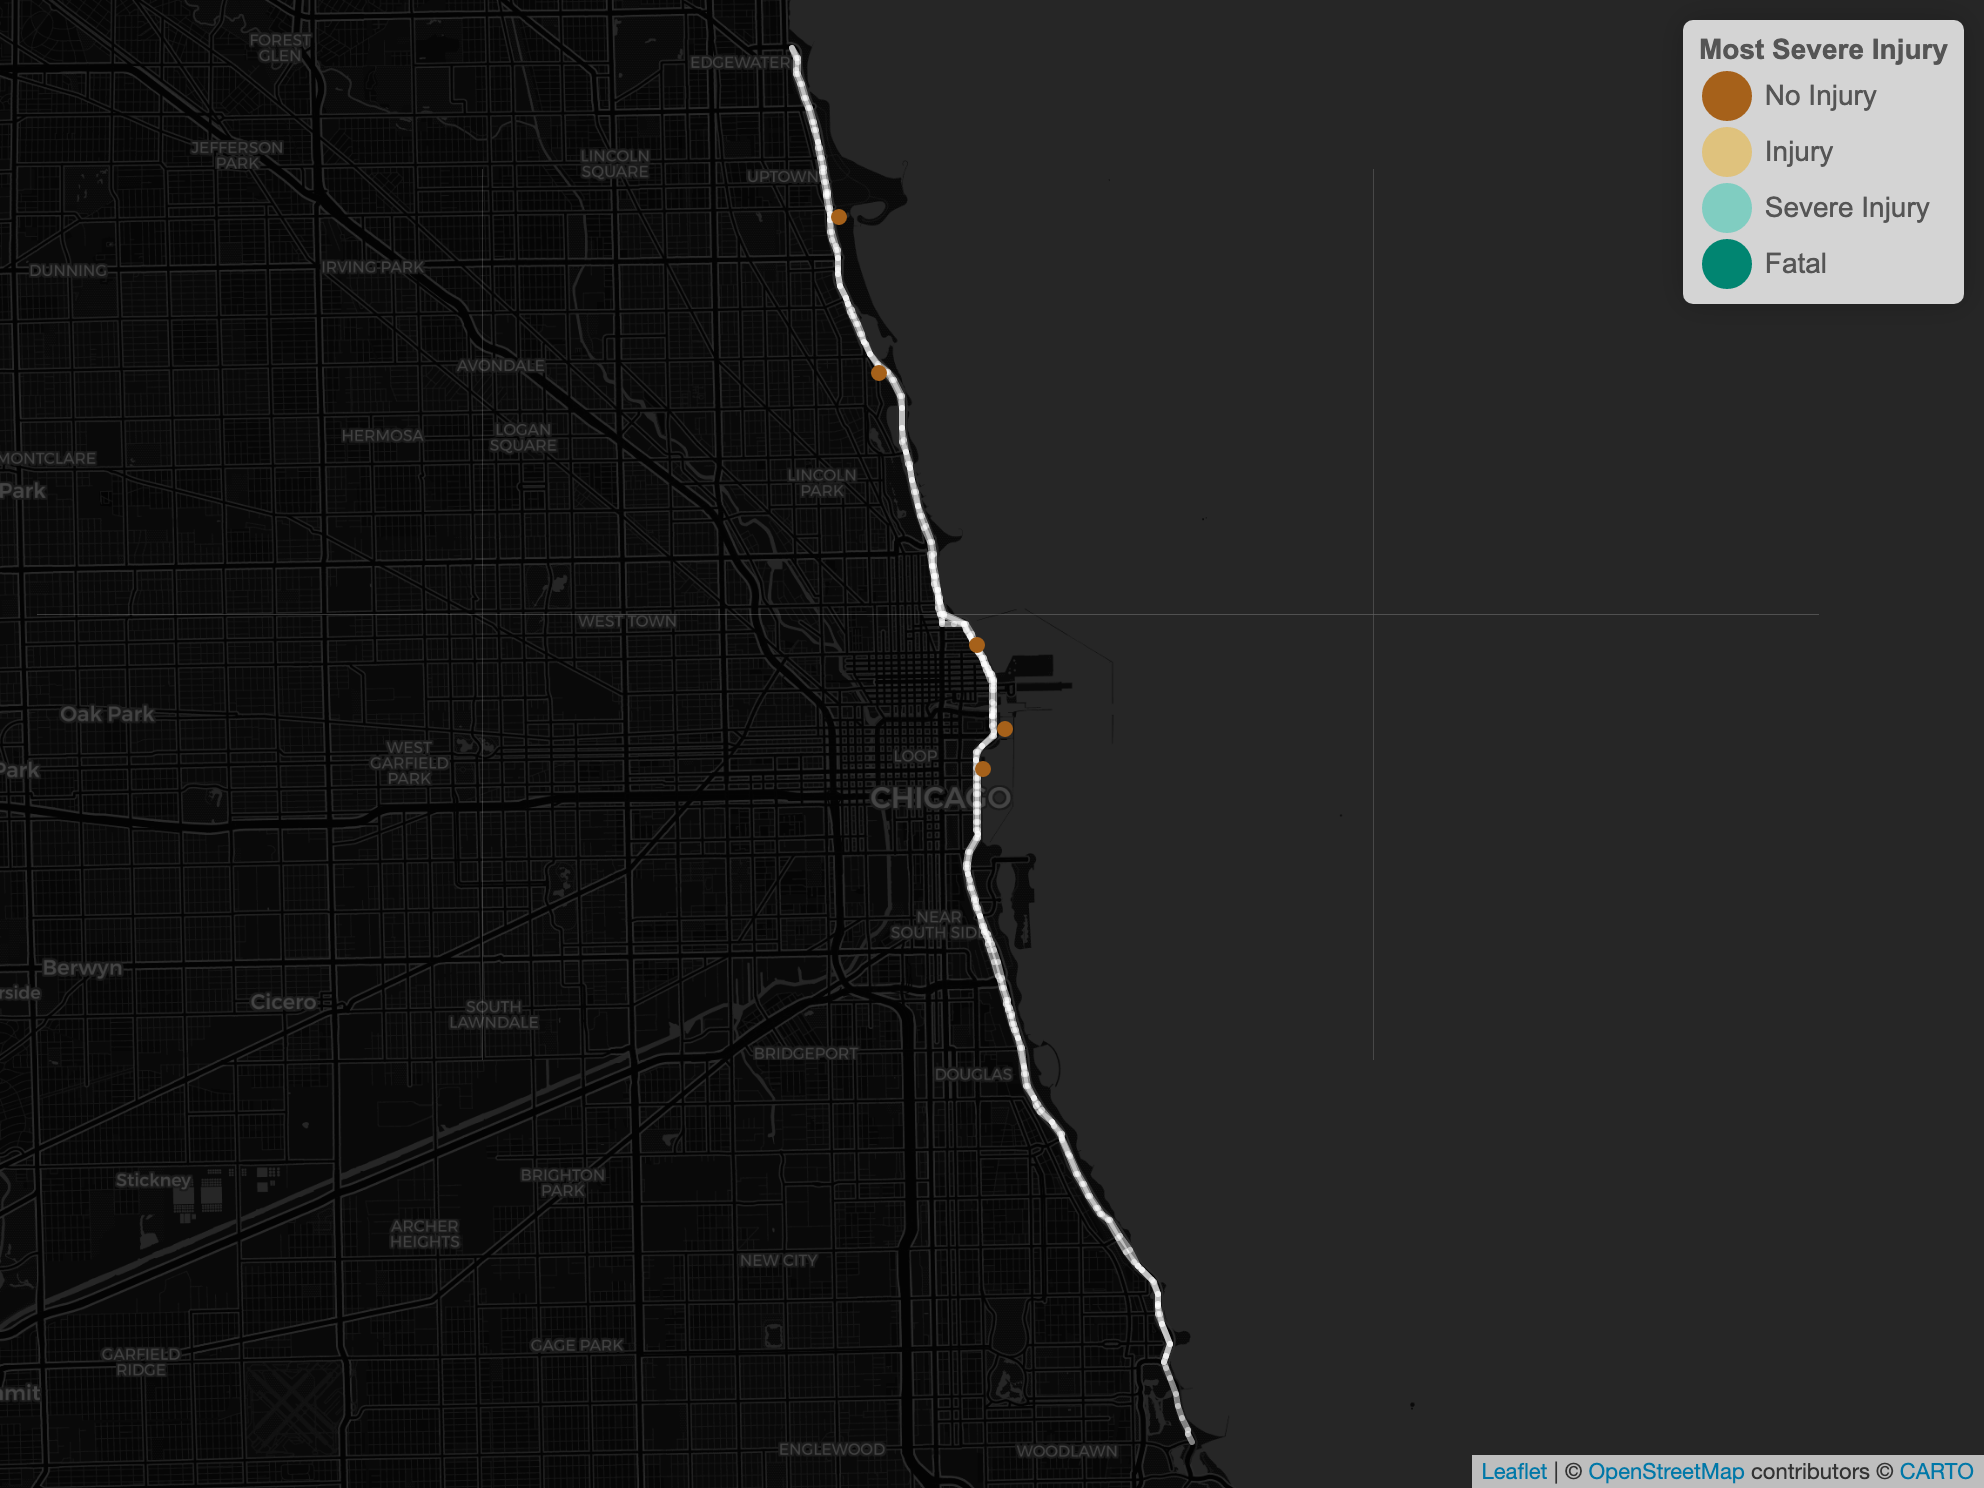 Most Severe Injury
No Injury
Injury
Severe Injury
Fatal
FOREST
GLEN
EDGEWATER
JEFFERSON
PARK
LINCOLN
SQUARE
UPTOWN
DUNNING
IRVING PARK
AVONDALE
HERMOSA
LOGAN
SQUARE
MONTCLARE
LINCOLN
PARK
Park
WEST TOWN
Oak Park
WEST
GARFIELD
PARK
LOOP
Park
CHICAGO
NEAR
SOUTH SIDE
Berwyn
rside
Cicero
SOUTH
LAWNDALE
BRIDGEPORT
DOUGLAS
Stickney
BRIGHTON
PARK
ARCHER
HEIGHTS
NEW CITY
GAGE PARK
GARFIELD
RIDGE
mmit
ENGLEWOOD
WOODLAWN
Leaflet | © OpenStreetMap contributors © CARTO